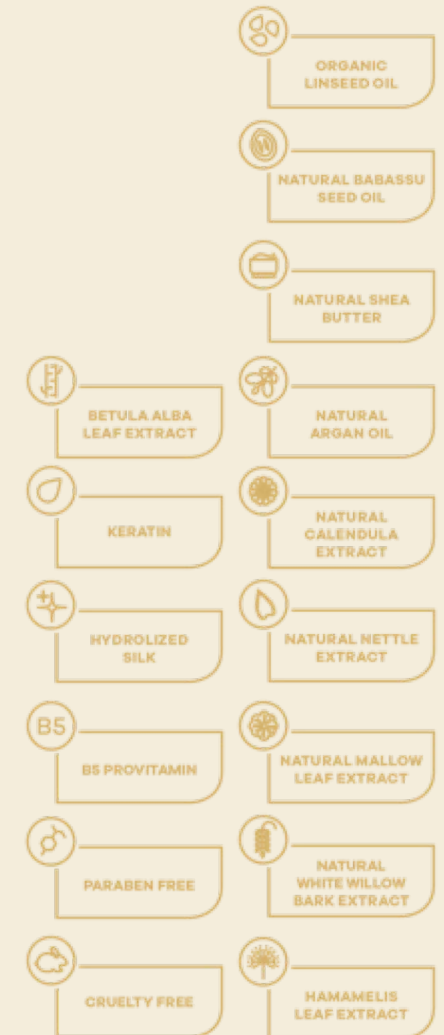 ORGANIC
LINSEED OIL
NATURAL BABASSU
SEED OIL
NATURAL SHEA
BUTTER
BETULA ALBA
LEAF EXTRACT
NATURAL
ARGAN OIL
KERATIN
NATURAL
CALENDULA
EXTRACT
HYDROLIZED
SILK
NATURAL NETTLE
EXTRACT
B5
B5 PROVITAMIN
NATURAL MALLOW
LEAF EXTRACT
PARABEN FREE
NATURAL
WHITE WILLOW
BARK EXTRACT
CRUELTY FREE
HAMAMELIS
LEAF EXTRACT